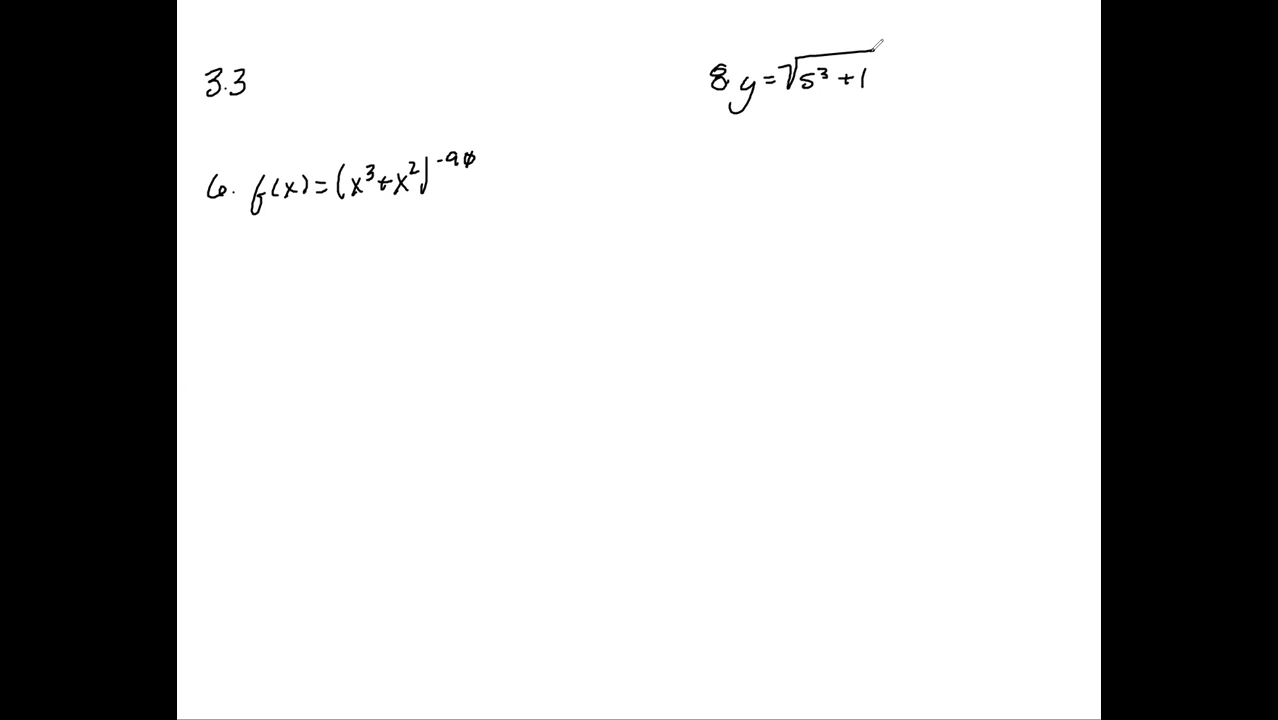 3.3
6. f(x) = (x³+x²)⁻⁹⁰
8. y = √(s³+1)